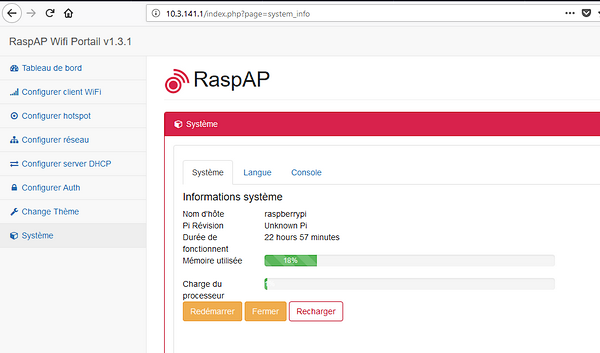 10.3.141.1/index.php?page=system_info
RaspAP Wifi Portail v1.3.1
Tableau de bord
Configurer client WiFi
Configurer hotspot
Configurer réseau
Configurer server DHCP
Configurer Auth
Change Thème
Système
RaspAP
Système
Système Langue Console
Informations système
Nom d'hôte raspberrypi
Pi Révision Unknown Pi
Durée de 22 hours 57 minutes
fonctionnent
Mémoire utilisée 18%
Charge du
processeur
Redémarrer Fermer Recharger